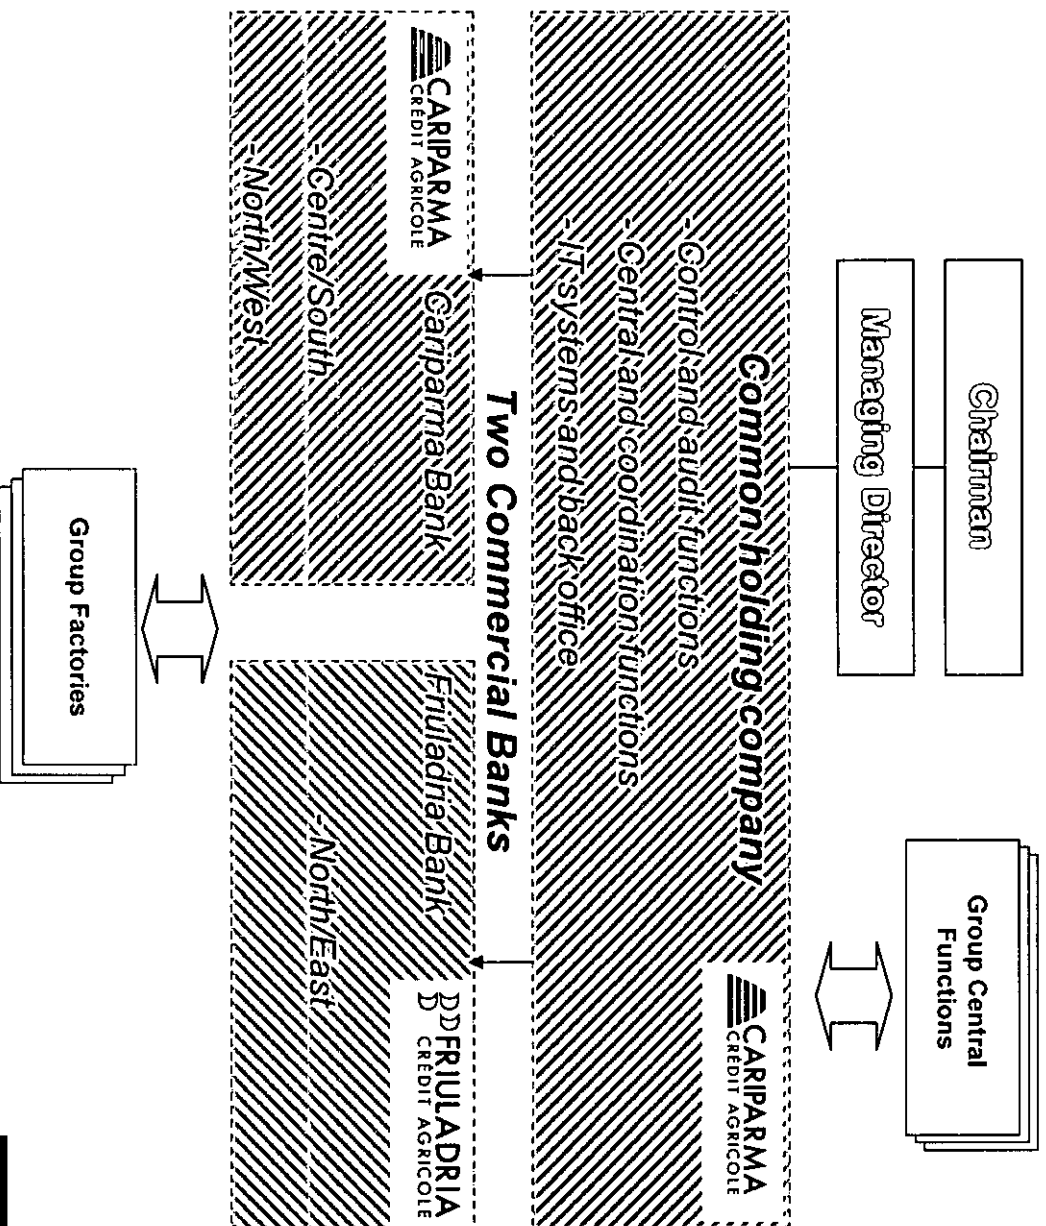 Chairman
Managing Director
Group Central
Functions
Common holding company
- Control and audit functions
- Central and coordination functions
- IT systems and back office
CARIPARMA
CRÉDIT AGRICOLE
Two Commercial Banks
CARIPARMA
CRÉDIT AGRICOLE
Cariparma Bank
- Centre/South
- North/West
Friuladria Bank
- North/East
FRIULADRIA
CRÉDIT AGRICOLE
Group Factories